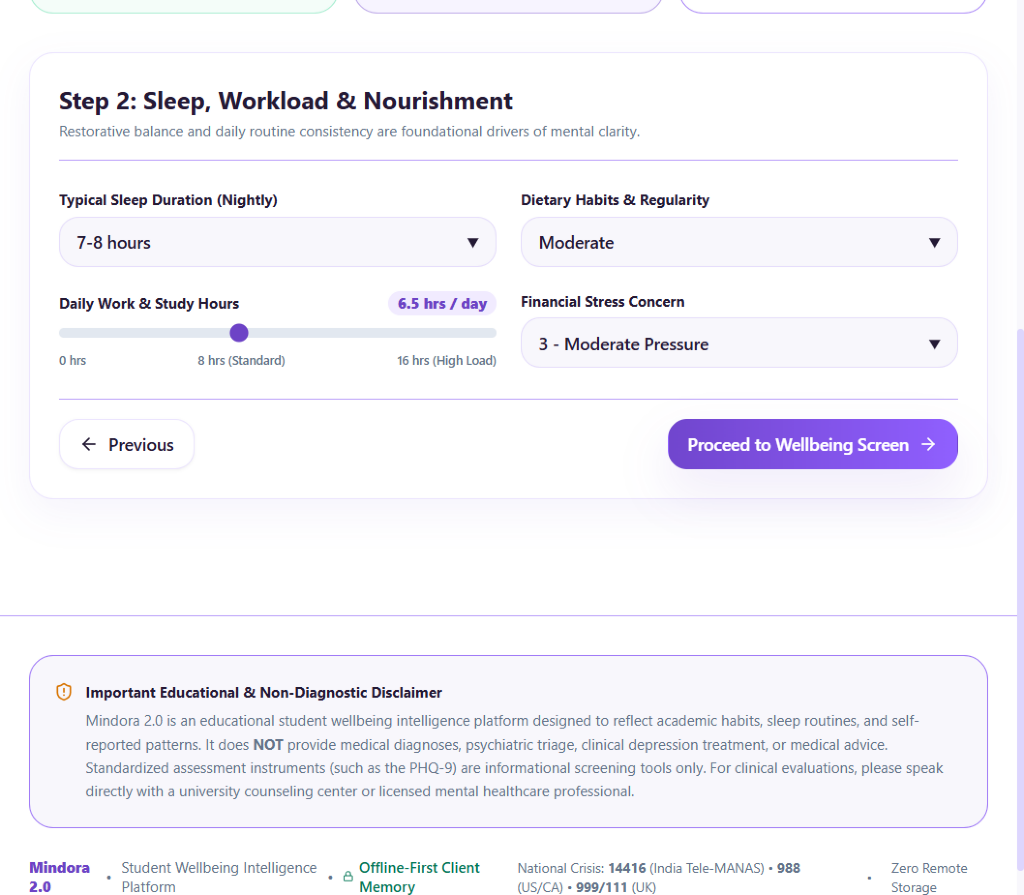 Step 2: Sleep, Workload & Nourishment
Restorative balance and daily routine consistency are foundational drivers of mental clarity.
Typical Sleep Duration (Nightly)
7-8 hours
Dietary Habits & Regularity
Moderate
Daily Work & Study Hours
6.5 hrs / day
0 hrs
8 hrs (Standard)
16 hrs (High Load)
Financial Stress Concern
3 - Moderate Pressure
Previous
Proceed to Wellbeing Screen
Important Educational & Non-Diagnostic Disclaimer
Mindora 2.0 is an educational student wellbeing intelligence platform designed to reflect academic habits, sleep routines, and self-
reported patterns. It does NOT provide medical diagnoses, psychiatric triage, clinical depression treatment, or medical advice.
Standardized assessment instruments (such as the PHQ-9) are informational screening tools only. For clinical evaluations, please speak
directly with a university counseling center or licensed mental healthcare professional.
Mindora
2.0
•
Student Wellbeing Intelligence
Platform
•
Offline-First Client
Memory
National Crisis: 14416 (India Tele-MANAS) • 988
(US/CA) • 999/111 (UK)
•
Zero Remote
Storage